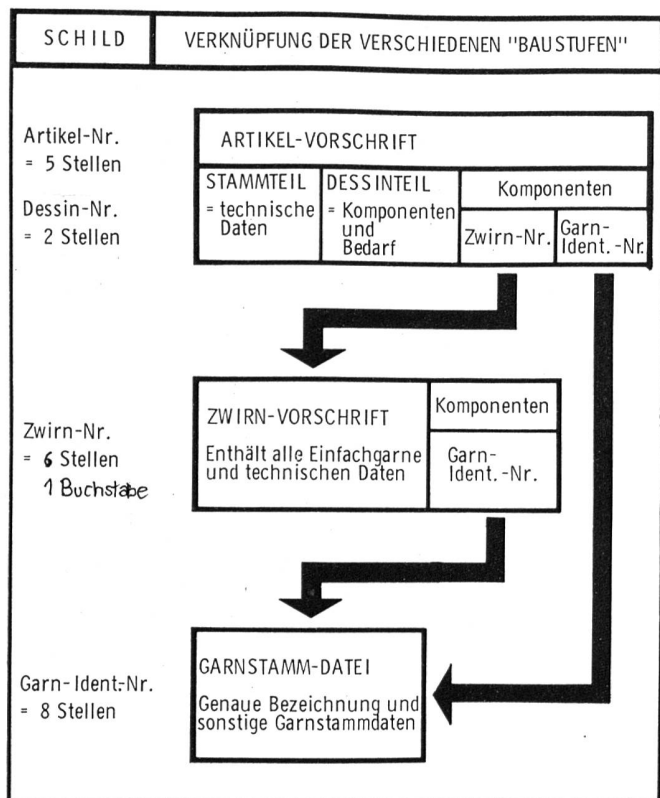 SCHILD
VERKNÜPFUNG DER VERSCHIEDENEN "BAUSTUFEN"
Artikel-Nr.
= 5 Stellen
Dessin-Nr.
= 2 Stellen
ARTIKEL-VORSCHRIFT
STAMMTEIL
= technische
Daten
DESSINTEIL
= Komponenten
und
Bedarf
Komponenten
Zwirn-Nr.
Garn-
Ident.-Nr.
Zwirn-Nr.
= 6 Stellen
1 Buchstabe
ZWIRN-VORSCHRIFT
Enthält alle Einfachgarne
und technischen Daten
Komponenten
Garn-
Ident.-Nr.
Garn-Ident.-Nr.
= 8 Stellen
GARNSTAMM-DATEI
Genaue Bezeichnung und
sonstige Garnstammdaten